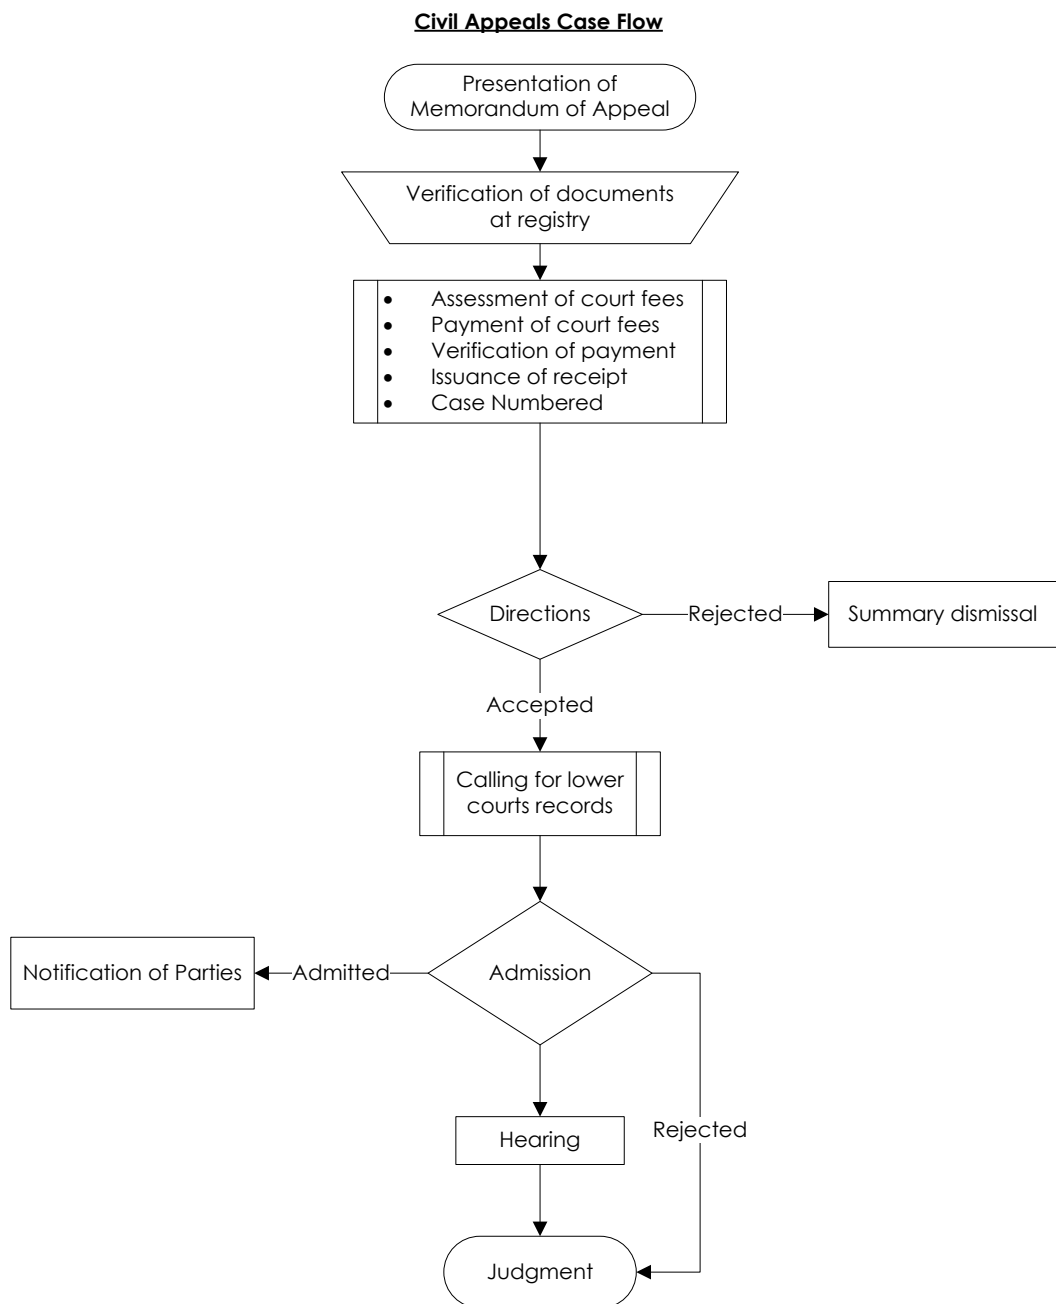 Civil Appeals Case Flow
Presentation of
Memorandum of Appeal
Verification of documents
at registry
• Assessment of court fees
• Payment of court fees
• Verification of payment
• Issuance of receipt
• Case Numbered
Directions
Rejected
Summary dismissal
Accepted
Calling for lower
courts records
Notification of Parties
Admitted
Admission
Hearing
Rejected
Judgment